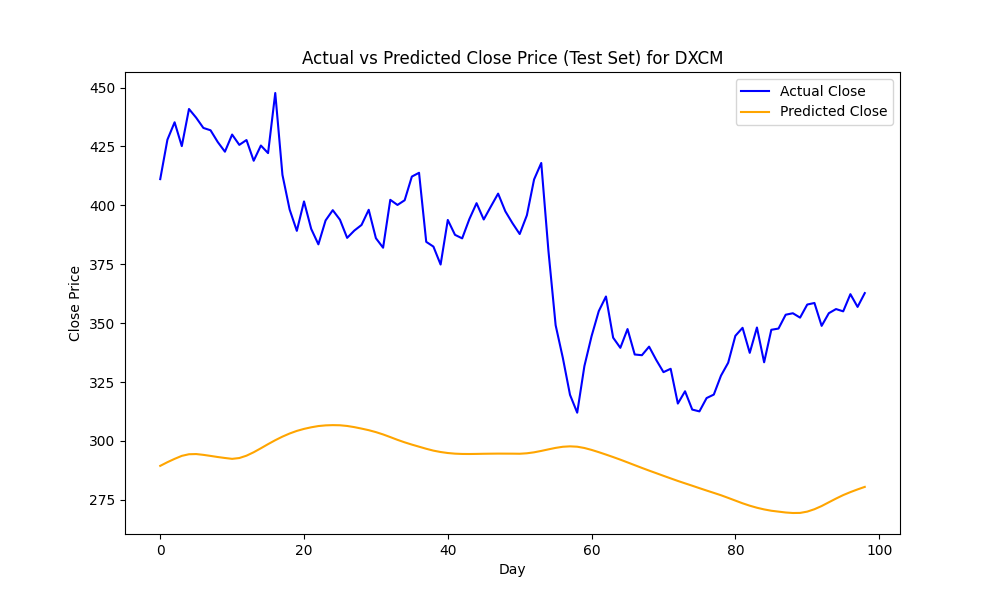 Actual vs Predicted Close Price (Test Set) for DXCM
Actual Close
Predicted Close
Close Price
450
425
400
375
350
325
300
275
0 20 40 60 80 100
Day